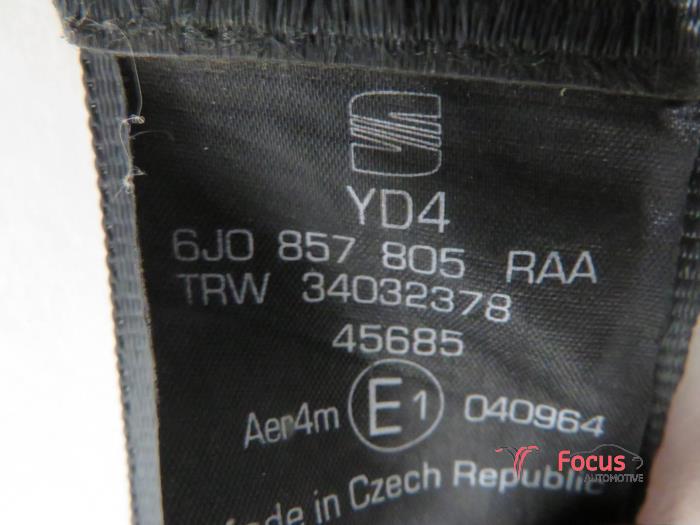 YD4
6J0 857 805 RAA
TRW 34032378
45685
Aer4m E1 040964
Made in Czech Republic
Focus
AUTOMOTIVE